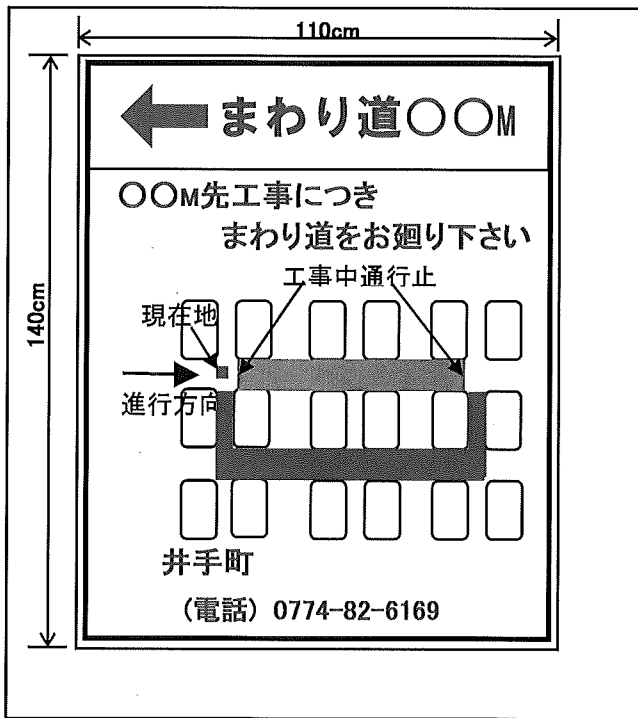 110cm
140cm
まわり道○○M
○○M先工事につき
まわり道をお廻り下さい
工事中通行止
現在地
進行方向
井手町
(電話) 0774-82-6169